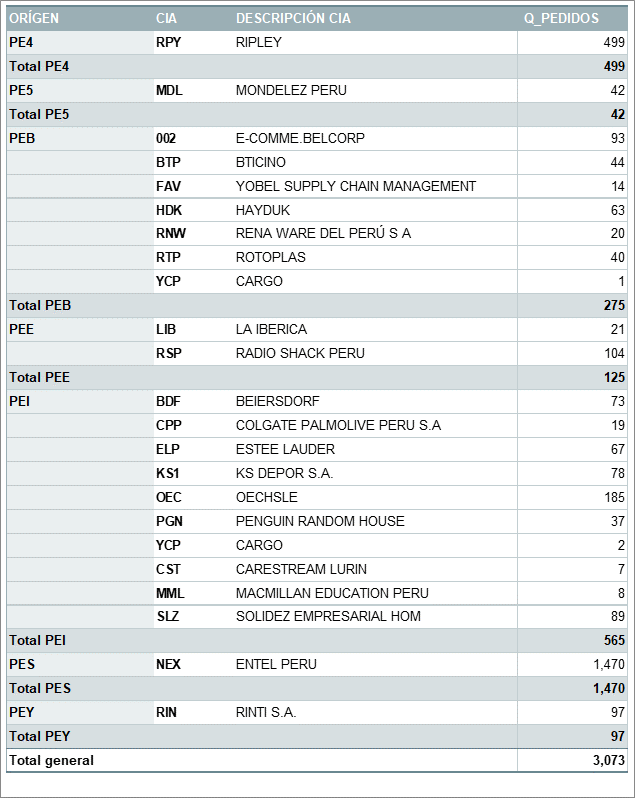 ORÍGEN CIA DESCRIPCIÓN CIA Q_PEDIDOS
PE4 RPY RIPLEY 499
Total PE4 499
PE5 MDL MONDELEZ PERU 42
Total PE5 42
PEB 002 E-COMME.BELCORP 93
BTP BTICINO 44
FAV YOBEL SUPPLY CHAIN MANAGEMENT 14
HDK HAYDUK 63
RNW RENA WARE DEL PERÚ S A 20
RTP ROTOPLAS 40
YCP CARGO 1
Total PEB 275
PEE LIB LA IBERICA 21
RSP RADIO SHACK PERU 104
Total PEE 125
PEI BDF BEIERSDORF 73
CPP COLGATE PALMOLIVE PERU S.A 19
ELP ESTEE LAUDER 67
KS1 KS DEPOR S.A. 78
OEC OECHSLE 185
PGN PENGUIN RANDOM HOUSE 37
YCP CARGO 2
CST CARESTREAM LURIN 7
MML MACMILLAN EDUCATION PERU 8
SLZ SOLIDEZ EMPRESARIAL HOM 89
Total PEI 565
PES NEX ENTEL PERU 1,470
Total PES 1,470
PEY RIN RINTI S.A. 97
Total PEY 97
Total general 3,073